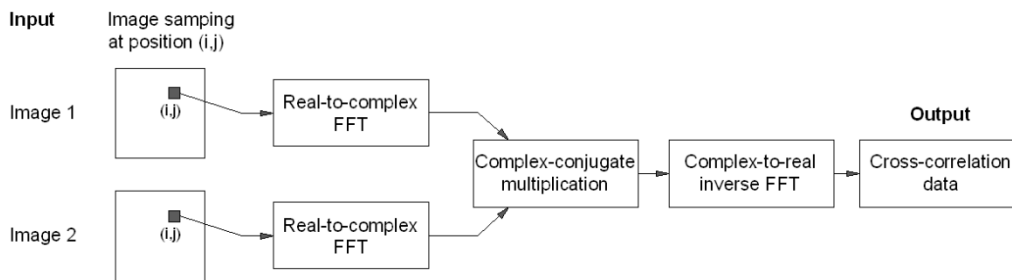 Input
Image samping
at position (i,j)
Image 1
(i,j)
Real-to-complex
FFT
Complex-conjugate
multiplication
Complex-to-real
inverse FFT
Output
Cross-correlation
data
Image 2
(i,j)
Real-to-complex
FFT